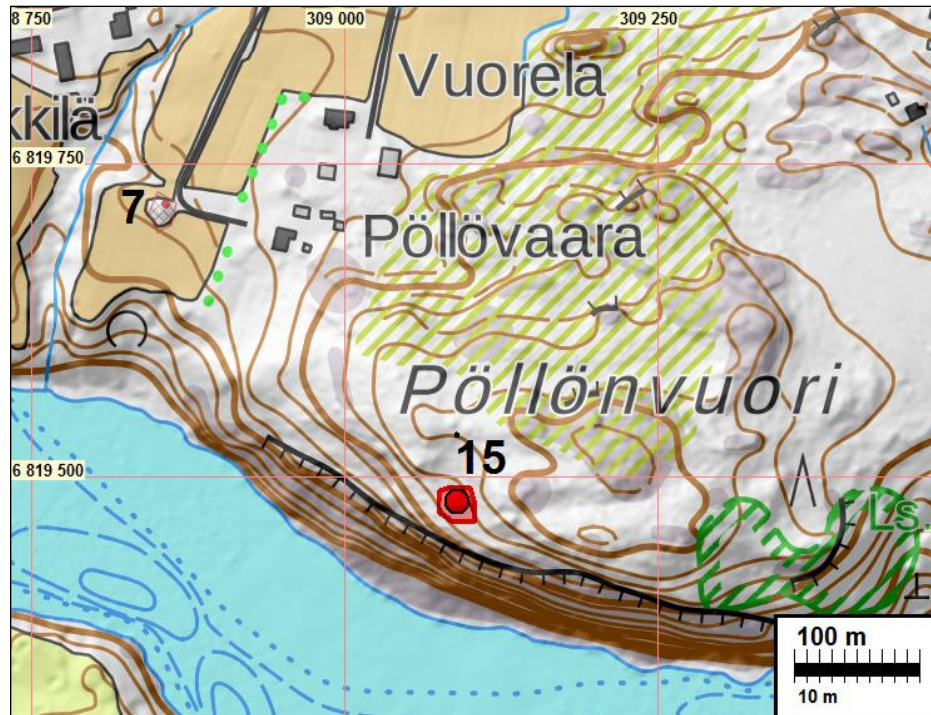 8 750
309 000
309 250
Vuorela
kkilä
6 819 750
7
Pöllövaara
Pöllönvuori
15
6 819 500
Ls.
100 m
10 m